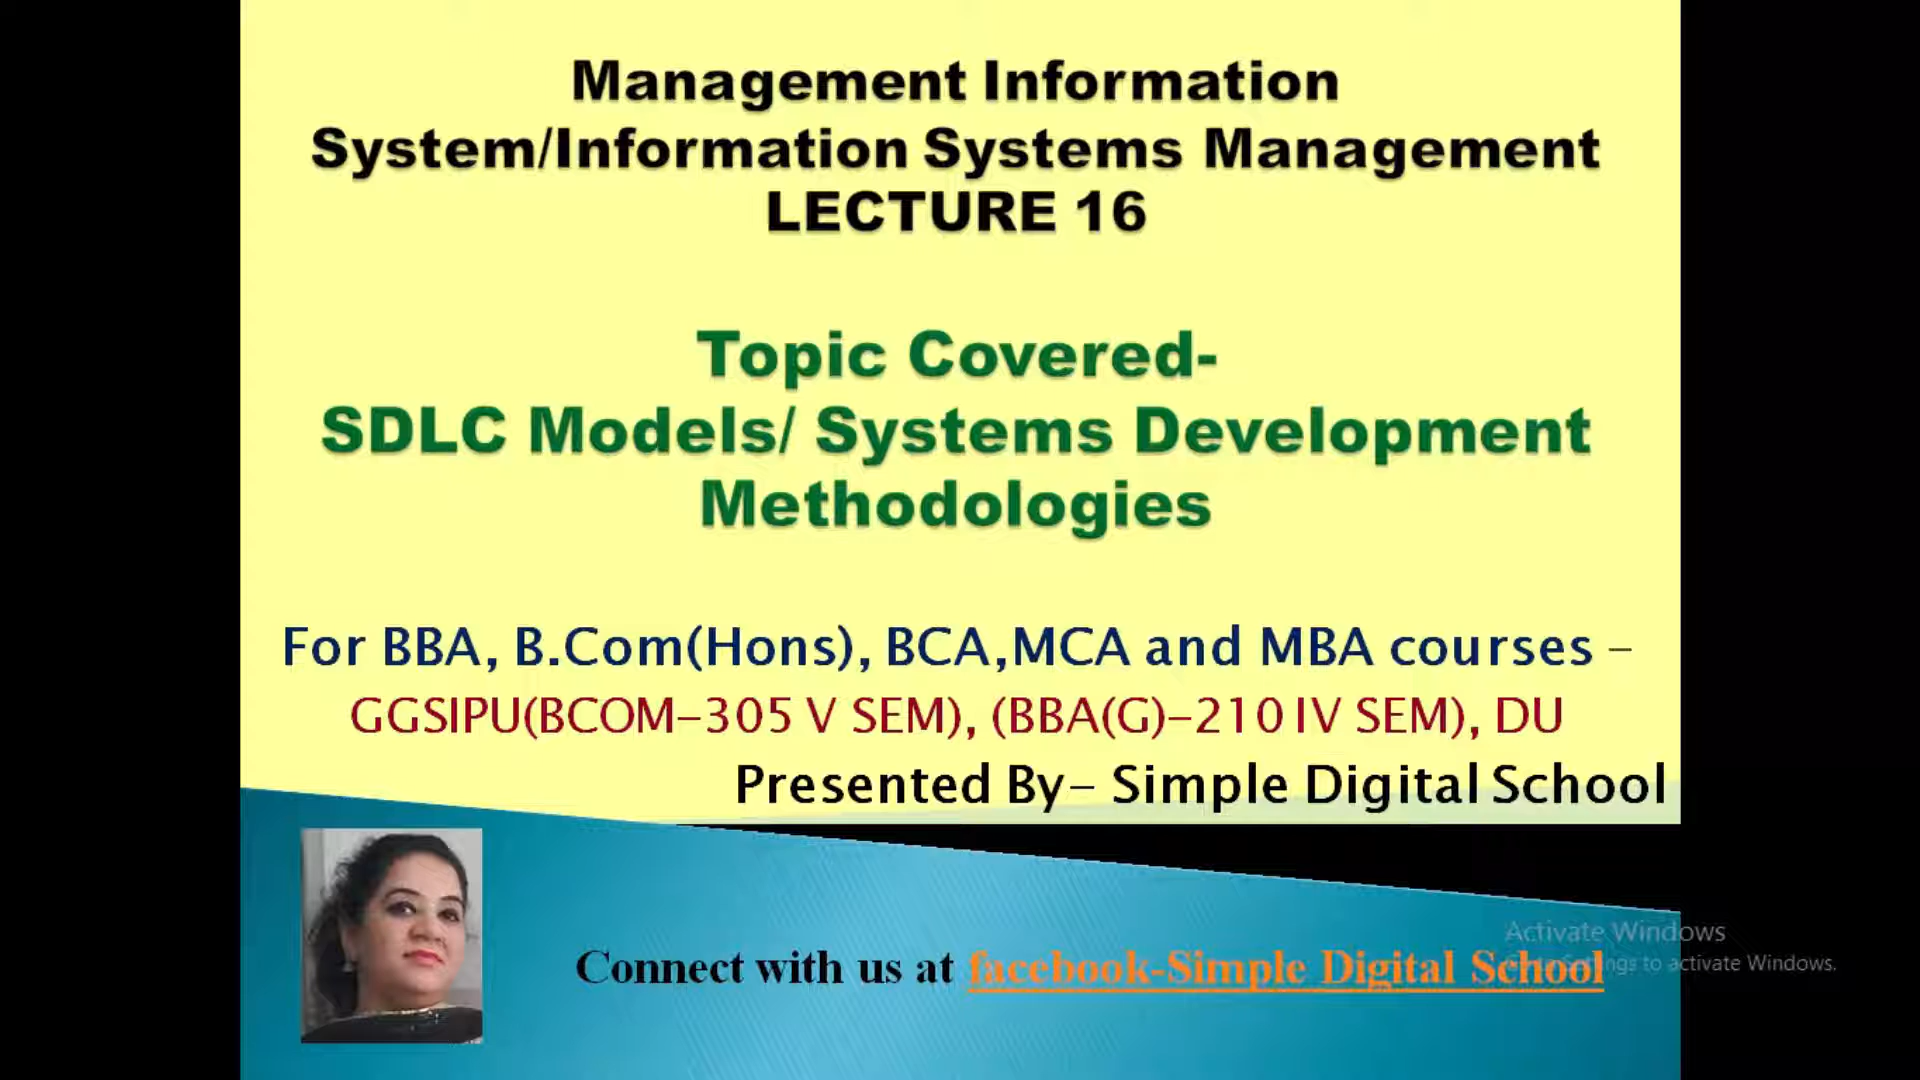 Management Information
System/Information Systems Management
LECTURE 16
Topic Covered-
SDLC Models/ Systems Development
Methodologies
For BBA, B.Com(Hons), BCA,MCA and MBA courses –
GGSIPU(BCOM-305 V SEM), (BBA(G)-210 IV SEM), DU
Presented By- Simple Digital School
Connect with us at facebook-Simple Digital School
Activate Windows
to activate Windows.